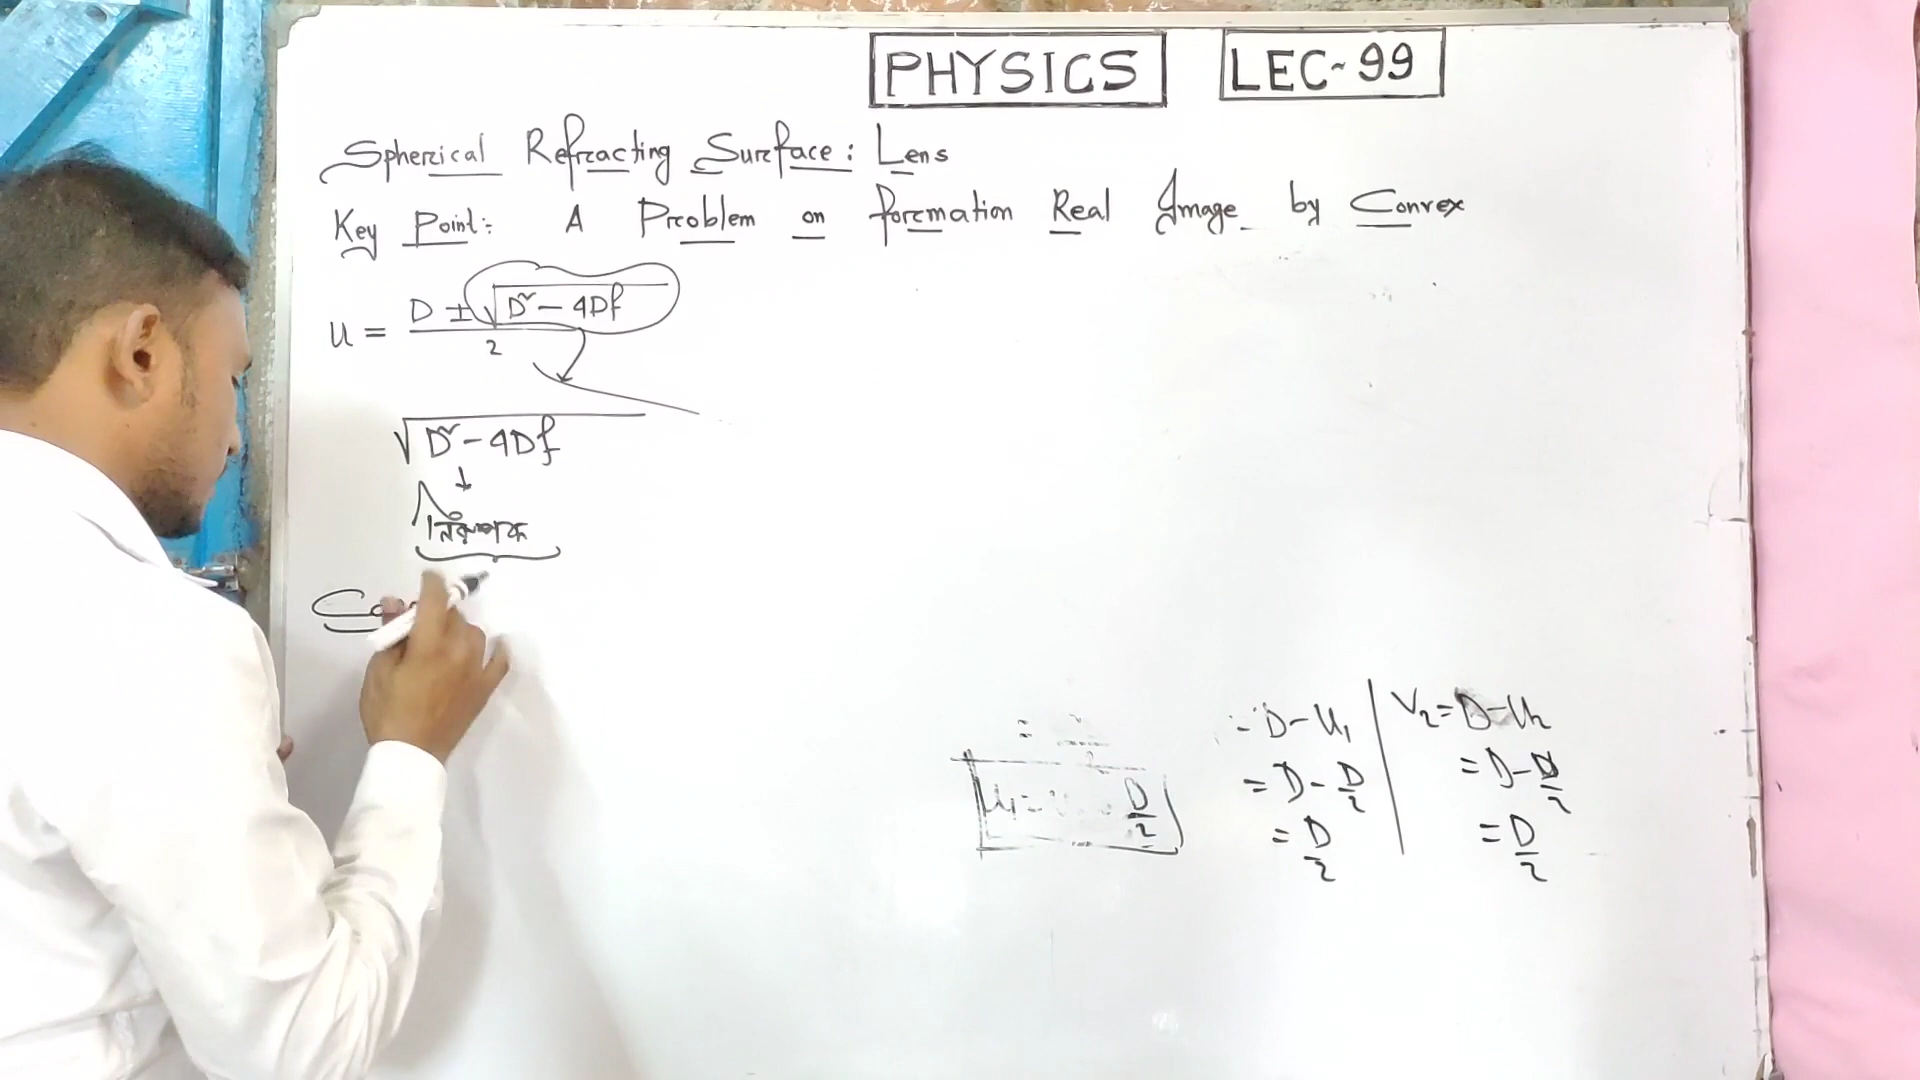 PHYSICS LEC-99
Spherical Refracting Surface: Lens
Key Point: A Problem on formation Real Image by Convex
u = D ± √D² - 4Df / 2
√D² - 4Df
নিরূপক
= D - u₁
V₂ = D - u₂
= D - D/2
= D - D/2
= D/2
= D/2
D/2